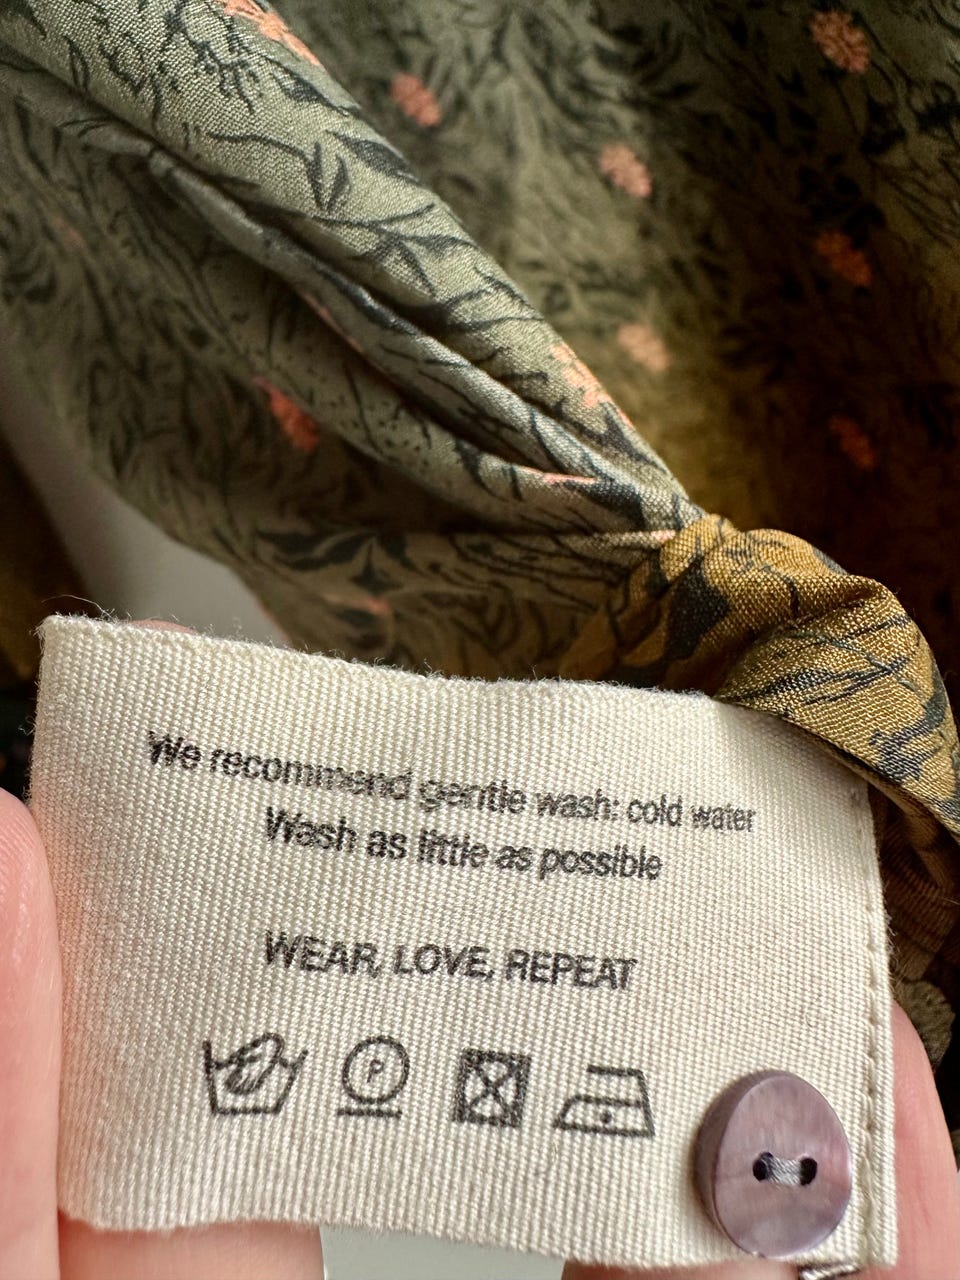 We recommend gentle wash: cold water
Wash as little as possible
WEAR, LOVE, REPEAT
P